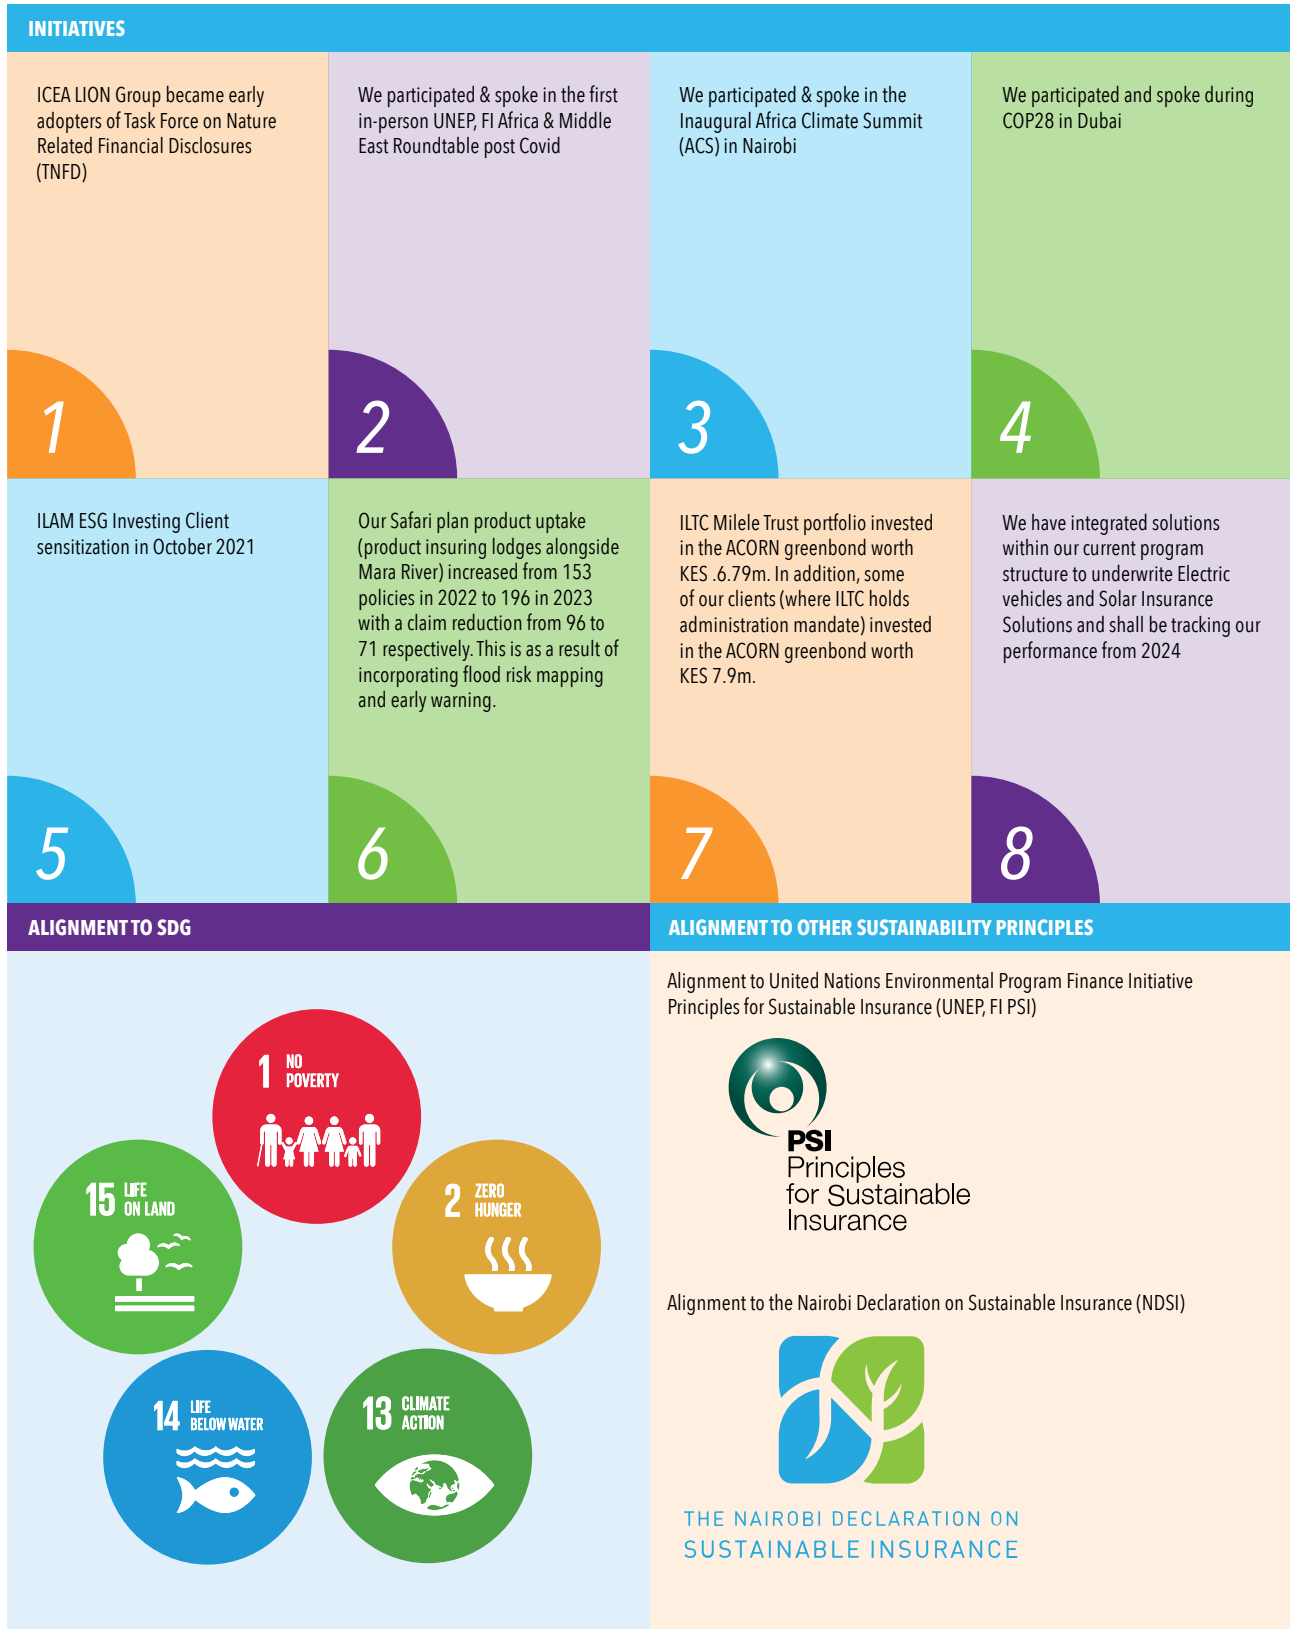 INITIATIVES
ICEA LION Group became early
adopters of Task Force on Nature
Related Financial Disclosures
(TNFD)
1
We participated & spoke in the first
in-person UNEP, FI Africa & Middle
East Roundtable post Covid
2
We participated & spoke in the
Inaugural Africa Climate Summit
(ACS) in Nairobi
3
We participated and spoke during
COP28 in Dubai
4
ILAM ESG Investing Client
sensitization in October 2021
5
Our Safari plan product uptake
(product insuring lodges alongside
Mara River) increased from 153
policies in 2022 to 196 in 2023
with a claim reduction from 96 to
71 respectively. This is as a result of
incorporating flood risk mapping
and early warning.
6
ILTC Milele Trust portfolio invested
in the ACORN greenbond worth
KES .6.79m. In addition, some
of our clients (where ILTC holds
administration mandate) invested
in the ACORN greenbond worth
KES 7.9m.
7
We have integrated solutions
within our current program
structure to underwrite Electric
vehicles and Solar Insurance
Solutions and shall be tracking our
performance from 2024
8
ALIGNMENT TO SDG
1 NO
POVERTY
2 ZERO
HUNGER
13 CLIMATE
ACTION
14 LIFE
BELOW WATER
15 LIFE
ON LAND
ALIGNMENT TO OTHER SUSTAINABILITY PRINCIPLES
Alignment to United Nations Environmental Program Finance Initiative
Principles for Sustainable Insurance (UNEP, FI PSI)
PSI
Principles
for Sustainable
Insurance
Alignment to the Nairobi Declaration on Sustainable Insurance (NDSI)
THE NAIROBI DECLARATION ON
SUSTAINABLE INSURANCE